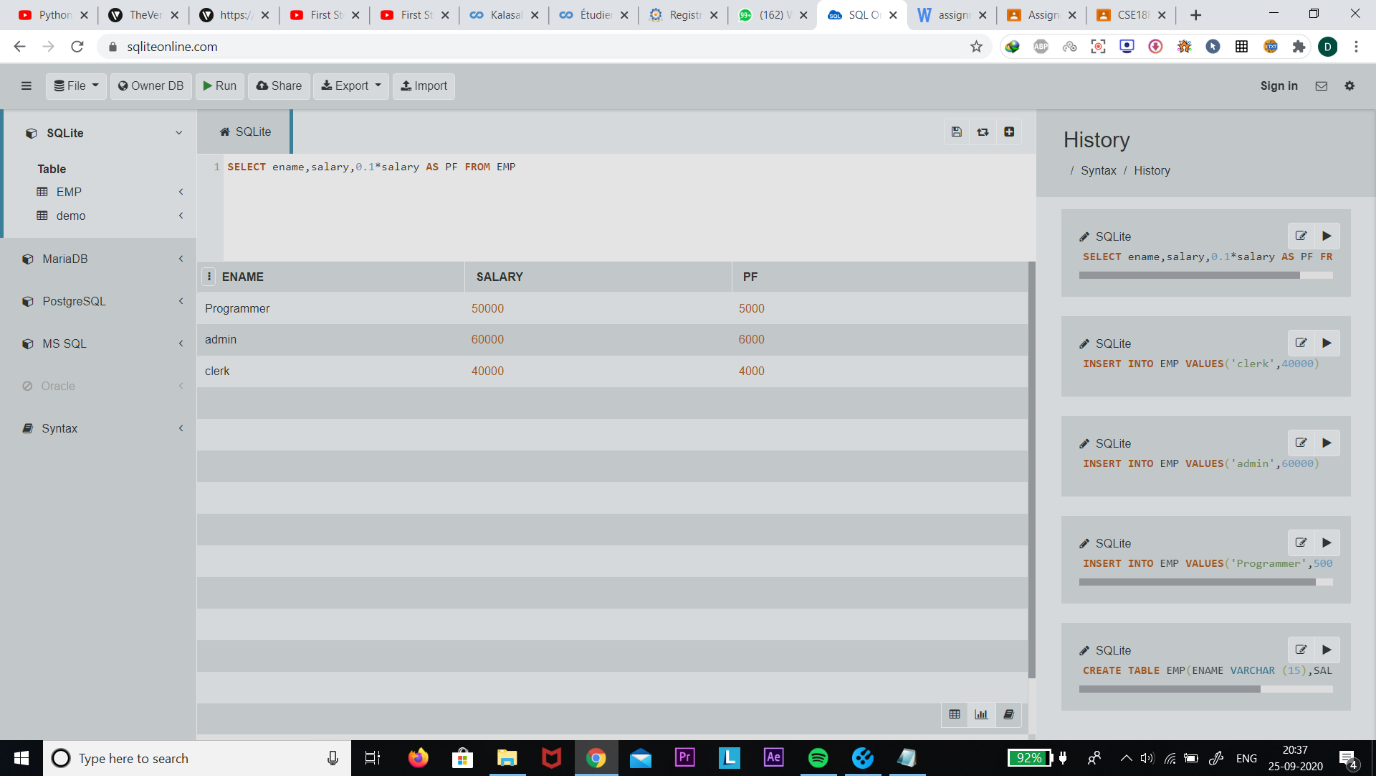 Python
TheVer
https:/
First St
First St
Kalasal
Étudier
Registr
(162) W
SQL O
assignr
Assign
CSE18
sqliteonline.com
ABP
D
File
Owner DB
Run
Share
Export
Import
Sign in
SQLite
Table
EMP
demo
MariaDB
PostgreSQL
MS SQL
Oracle
Syntax
SQLite
1 SELECT ename,salary,0.1*salary AS PF FROM EMP
ENAME SALARY PF
Programmer 50000 5000
admin 60000 6000
clerk 40000 4000
History
/ Syntax / History
SQLite
SELECT ename,salary,0.1*salary AS PF FR
SQLite
INSERT INTO EMP VALUES('clerk',40000)
SQLite
INSERT INTO EMP VALUES('admin',60000)
SQLite
INSERT INTO EMP VALUES('Programmer',500
SQLite
CREATE TABLE EMP(ENAME VARCHAR (15),SAL
Type here to search
Pr
L
Ae
92%
ENG
20:37
25-09-2020
4